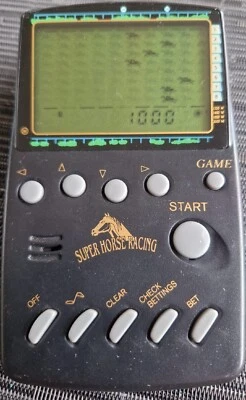 1000
GAME
START
SUPER HORSE RACING
OFF
CLEAR
CHECK
BETTINGS
BET